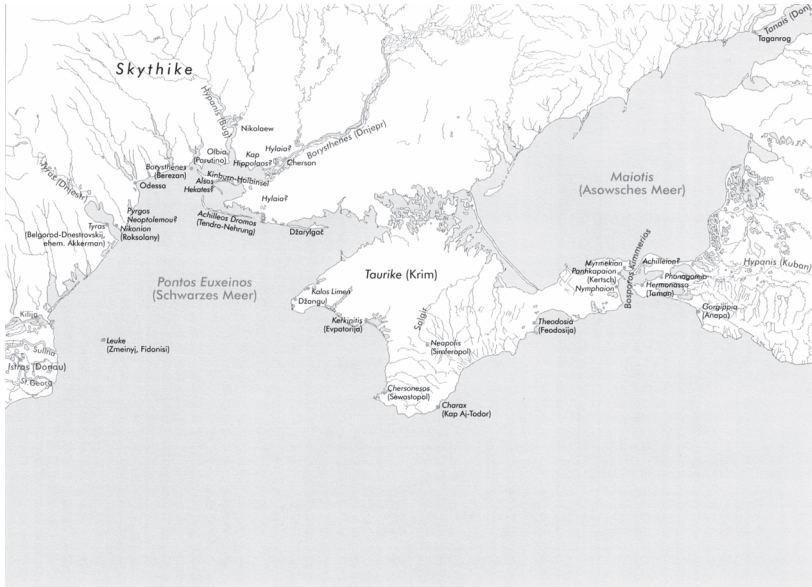 Tanais (Don)
Taganrog
Skythike
Hypanis (Bug)
Nikolaew
Borysthenes (Dnjepr)
Olbia
(Parutino)
Hylaia?
Kap
Hippolaos?
Cherson
Borysthenes
(Berezan)
Kinburn-Halbinsel
Alsos
Hekates?
Hylaia?
Odessa
Tyras (Dnjestr)
Maiotis
(Asowsches Meer)
Pyrgos
Neoptolemou?
Nikonion
(Roksolany)
Achilleos Dromos
(Tendra-Nehrung)
Džarylgač
Tyras
(Belgorod-Dnestrovskij,
ehem. Akkerman)
Bosporos Kimmerios
Myrmekion
Pantikapaion
(Kertsch)
Nymphaion
Achilleion?
Phanagoria
Hermonassa
(Taman)
Hypanis (Kuban)
Gorgippia
(Anapa)
Pontos Euxeinos
(Schwarzes Meer)
Taurike (Krim)
Kalos Limen
Džangul
Kerkinitis
(Evpatorija)
Salgir
Theodosia
(Feodosija)
Kilija
Sulina
Istros (Donau)
St Georg
Leuke
(Zmeinyj, Fidonisi)
Neapolis
(Simferopol)
Chersonesos
(Sewastopol)
Charax
(Kap Aj-Todor)